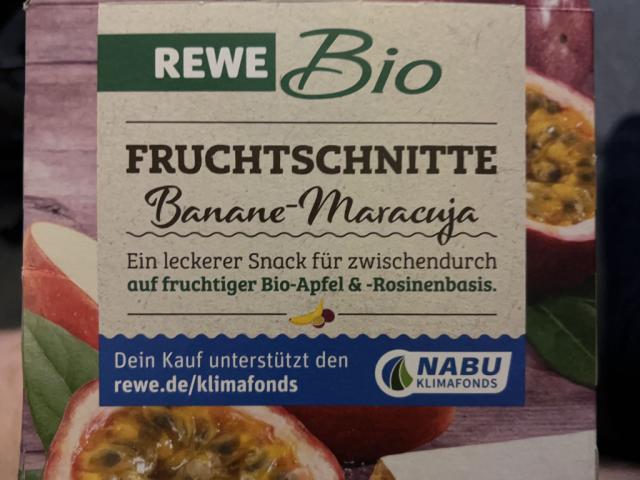 REWE Bio
FRUCHTSCHNITTE
Banane-Maracuja
Ein leckerer Snack für zwischendurch
auf fruchtiger Bio-Apfel & -Rosinenbasis.
Dein Kauf unterstützt den
rewe.de/klimafonds
NABU
KLIMAFONDS